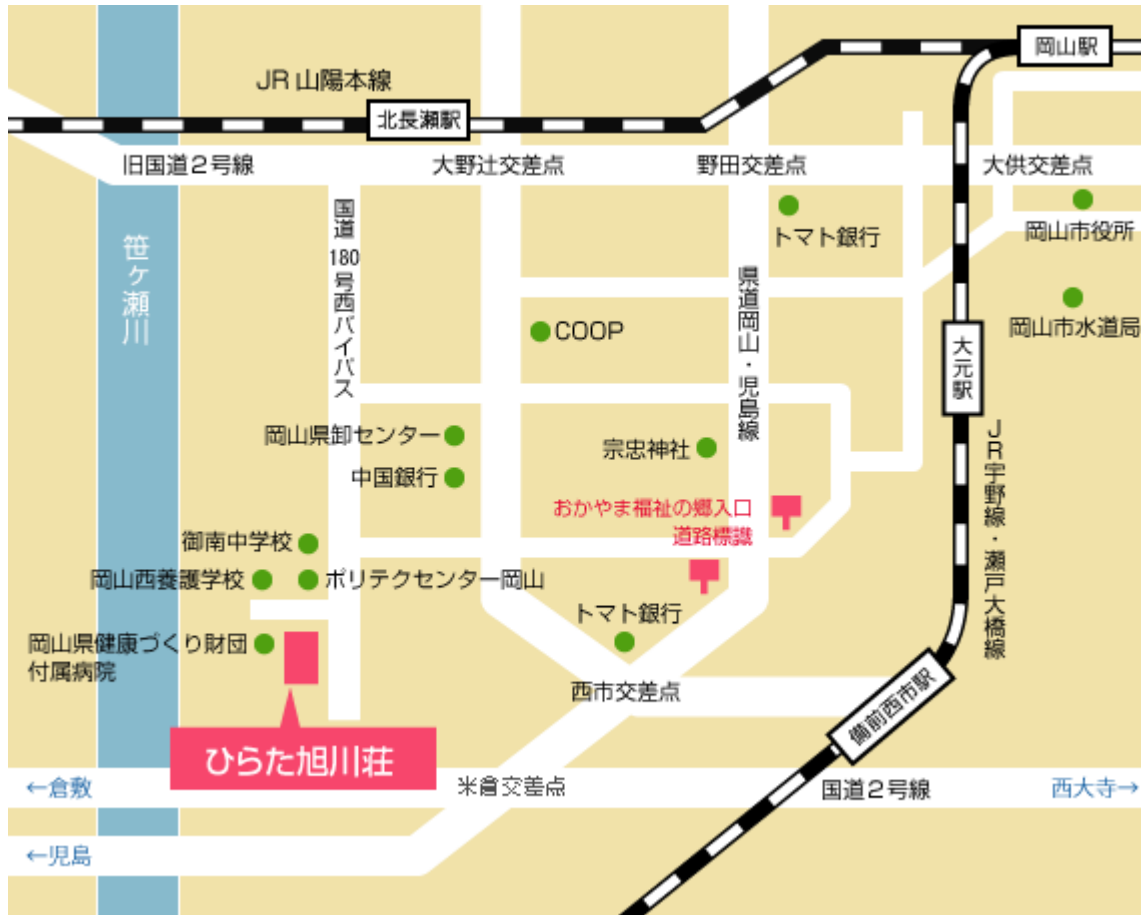 岡山駅
JR山陽本線
北長瀬駅
旧国道2号線
大野辻交差点
野田交差点
大供交差点
岡山市役所
トマト銀行
国道180号西バイパス
笹ヶ瀬川
県道岡山・児島線
岡山市水道局
COOP
大元駅
岡山県卸センター
宗忠神社
中国銀行
JR宇野線・瀬戸大橋線
おかやま福祉の郷入口
道路標識
御南中学校
岡山西養護学校
ポリテクセンター岡山
トマト銀行
岡山県健康づくり財団
付属病院
西市交差点
備前西市駅
ひらた旭川荘
←倉敷
米倉交差点
国道2号線
西大寺→
←児島